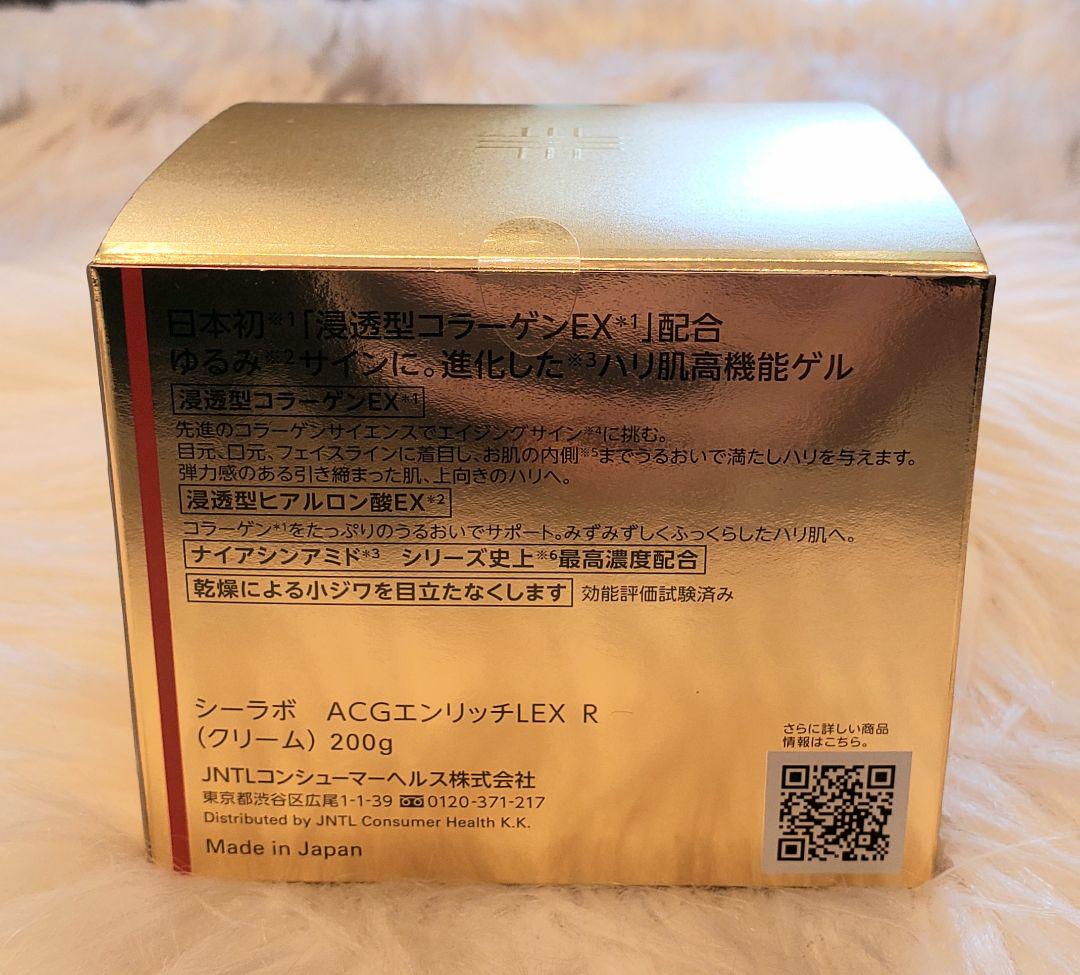 日本初※1「浸透型コラーゲンEX*1」配合
ゆるみ※2サインに。進化した※3ハリ肌高機能ゲル
浸透型コラーゲンEX*1
先進のコラーゲンサイエンスでエイジングサイン※4に挑む。
目元、口元、フェイスラインに着目し、お肌の内側※5までうるおいで満たしハリを与えます。
弾力感のある引き締まった肌、上向きのハリへ。
浸透型ヒアルロン酸EX*2
コラーゲン*1をたっぷりのうるおいでサポート。みずみずしくふっくらしたハリ肌へ。
ナイアシンアミド*3 シリーズ史上※6最高濃度配合
乾燥による小ジワを目立たなくします 効能評価試験済み
シーラボ ACGエンリッチLEX R
(クリーム) 200g
JNTLコンシューマーヘルス株式会社
東京都渋谷区広尾1-1-39 0120-371-217
Distributed by JNTL Consumer Health K.K.
Made in Japan
さらに詳しい商品
情報はこちら。